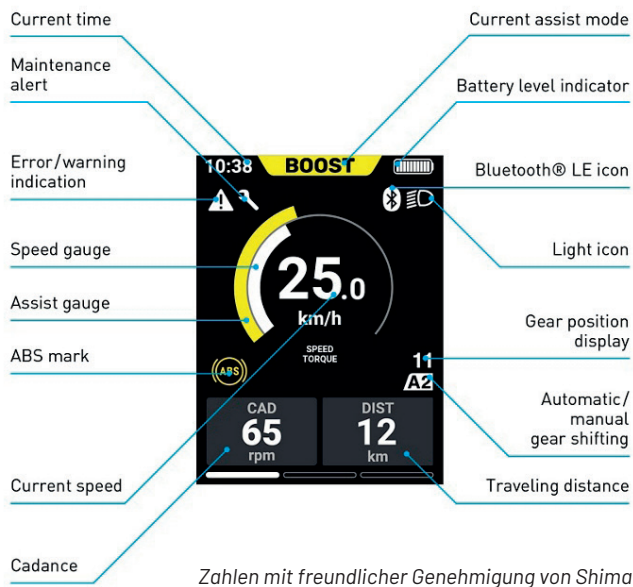 Current time
Current assist mode
Maintenance
alert
Battery level indicator
10:38
BOOST
Error/warning
indication
Bluetooth® LE icon
Speed gauge
Light icon
25.0
km/h
Assist gauge
Gear position
display
SPEED
TORQUE
ABS mark
11
(ABS)
A2
Automatic/
manual
gear shifting
CAD
65
rpm
DIST
12
km
Current speed
Traveling distance
Cadance
Zahlen mit freundlicher Genehmigung von Shima